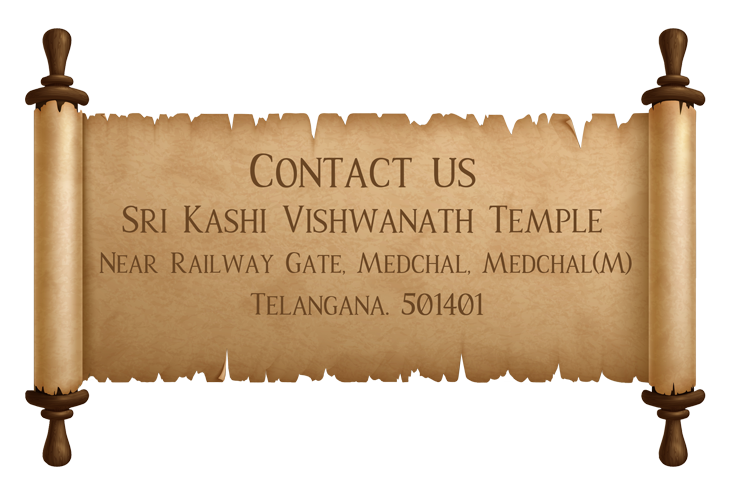 Contact us
Sri Kashi Vishwanath Temple
Near Railway Gate, Medchal, Medchal(M)
Telangana. 501401